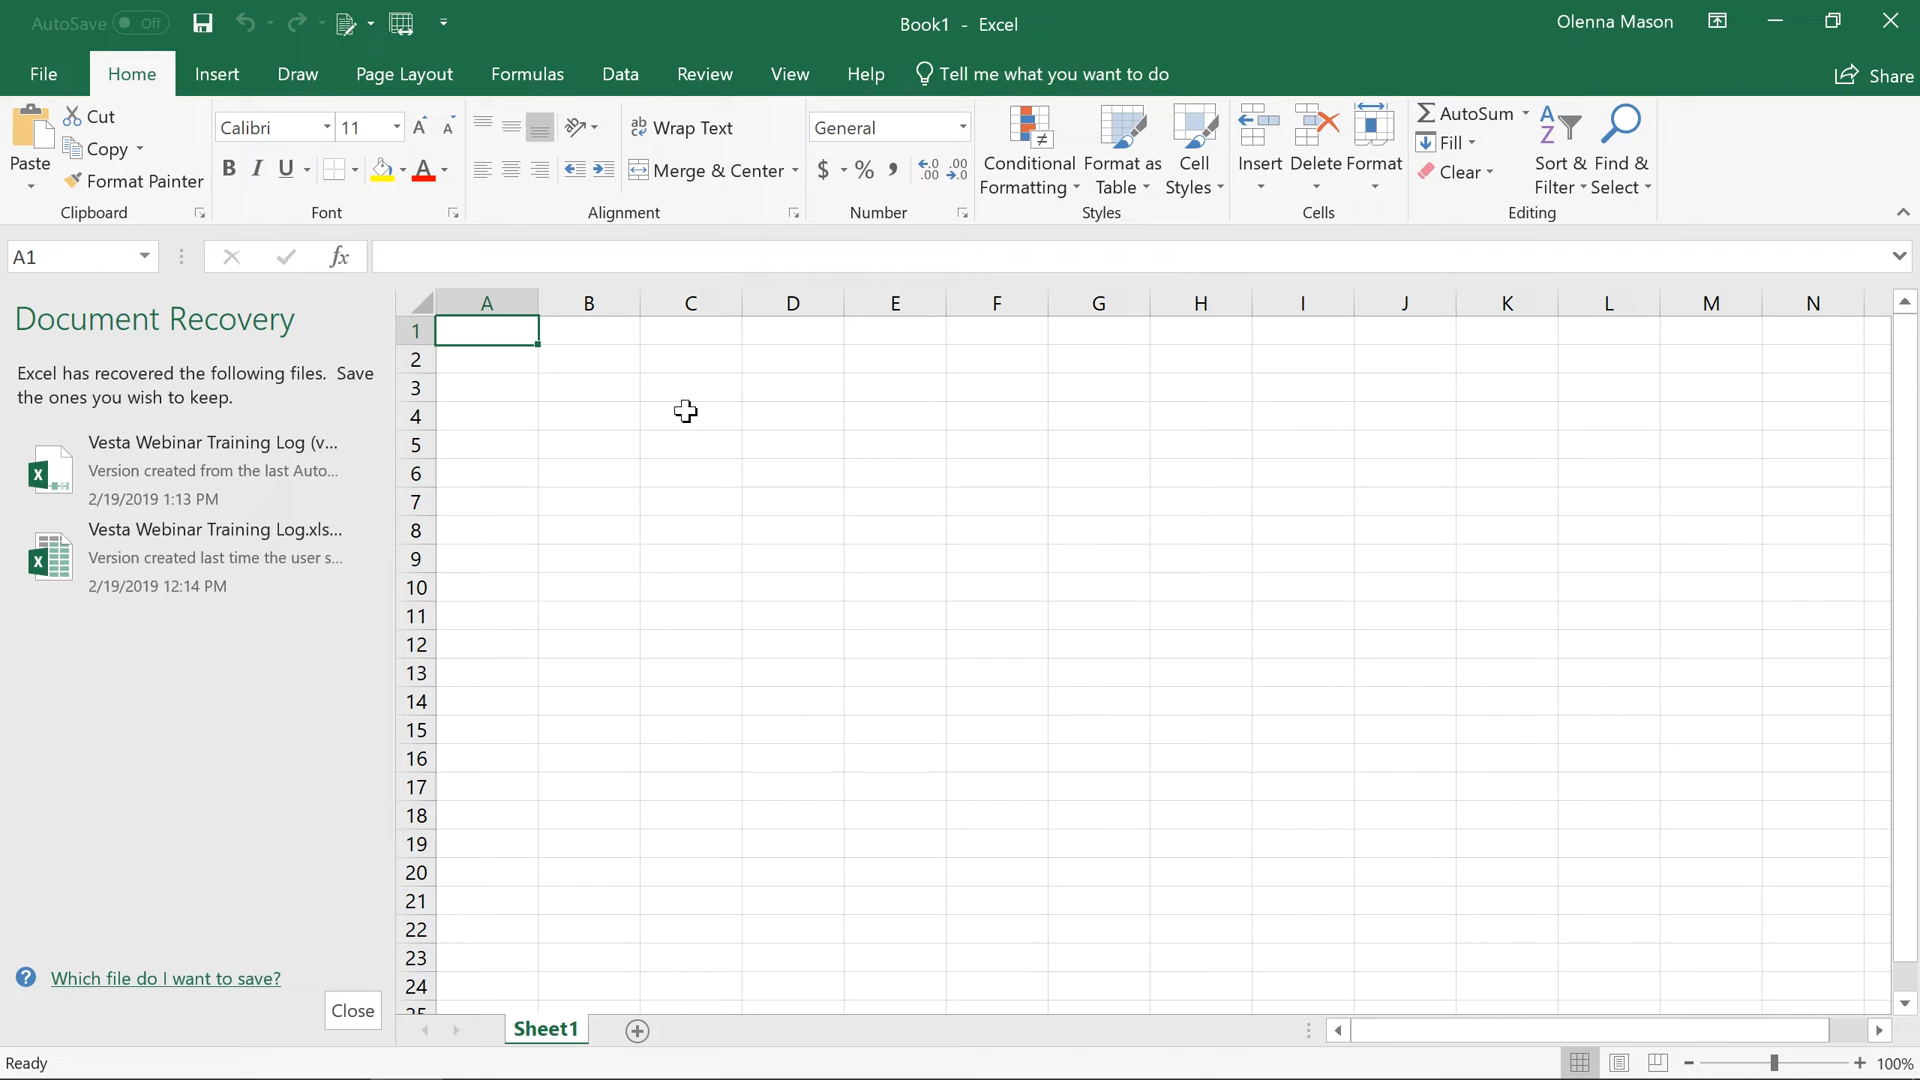 AutoSave Off
Book1 - Excel
Olenna Mason
File Home Insert Draw Page Layout Formulas Data Review View Help Tell me what you want to do Share
Paste
Cut
Copy
Format Painter
Clipboard
Calibri 11
B I U A
Font
Wrap Text
Merge & Center
Alignment
General
$ % ,
Number
Conditional Formatting
Format as Table
Cell Styles
Styles
Insert Delete Format
Cells
AutoSum
Fill
Clear
Sort & Filter
Find & Select
Editing
A1
fx
Document Recovery
Excel has recovered the following files. Save
the ones you wish to keep.
Vesta Webinar Training Log (v...
Version created from the last Auto...
2/19/2019 1:13 PM
Vesta Webinar Training Log.xls...
Version created last time the user s...
2/19/2019 12:14 PM
Which file do I want to save?
Close
A B C D E F G H I J K L M N
1
2
3
4
5
6
7
8
9
10
11
12
13
14
15
16
17
18
19
20
21
22
23
24
25
Sheet1
Ready
100%